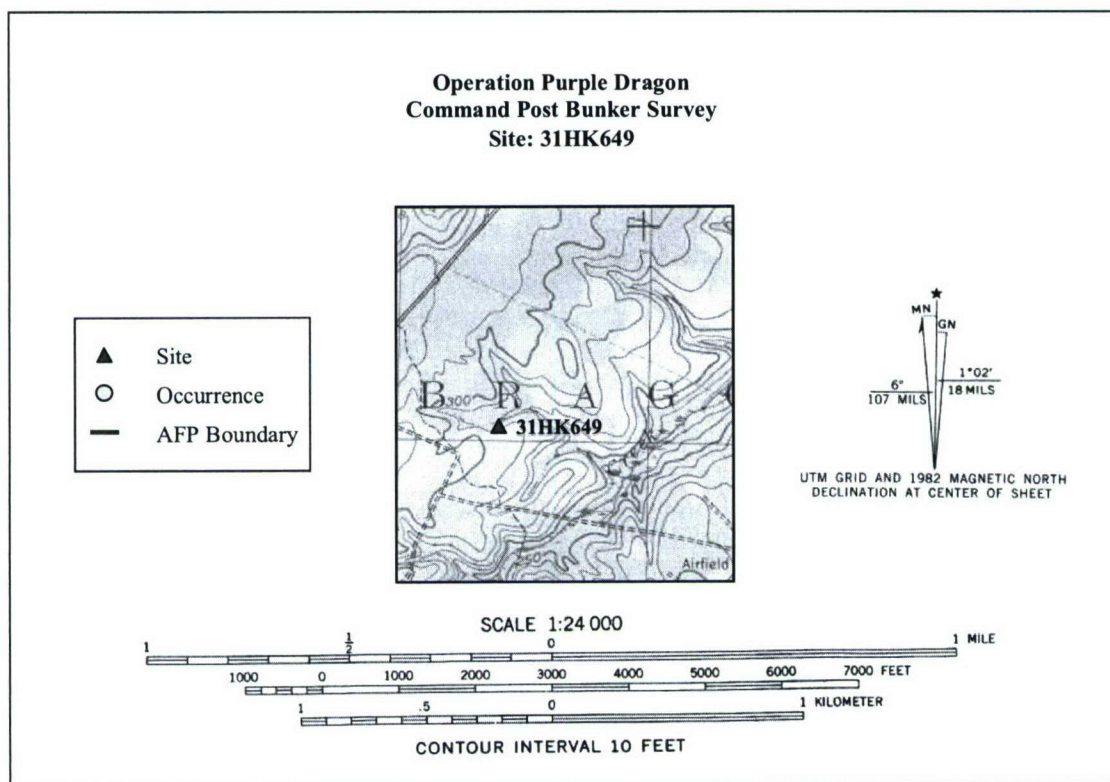 Operation Purple Dragon
Command Post Bunker Survey
Site: 31HK649
Site
Occurrence
AFP Boundary
B R A G
300
31HK649
250
Airfield
MN
GN
6°
107 MILS
1°02'
18 MILS
UTM GRID AND 1982 MAGNETIC NORTH
DECLINATION AT CENTER OF SHEET
SCALE 1:24 000
1 1/2 0 1 MILE
1000 0 1000 2000 3000 4000 5000 6000 7000 FEET
1 .5 0 1 KILOMETER
CONTOUR INTERVAL 10 FEET